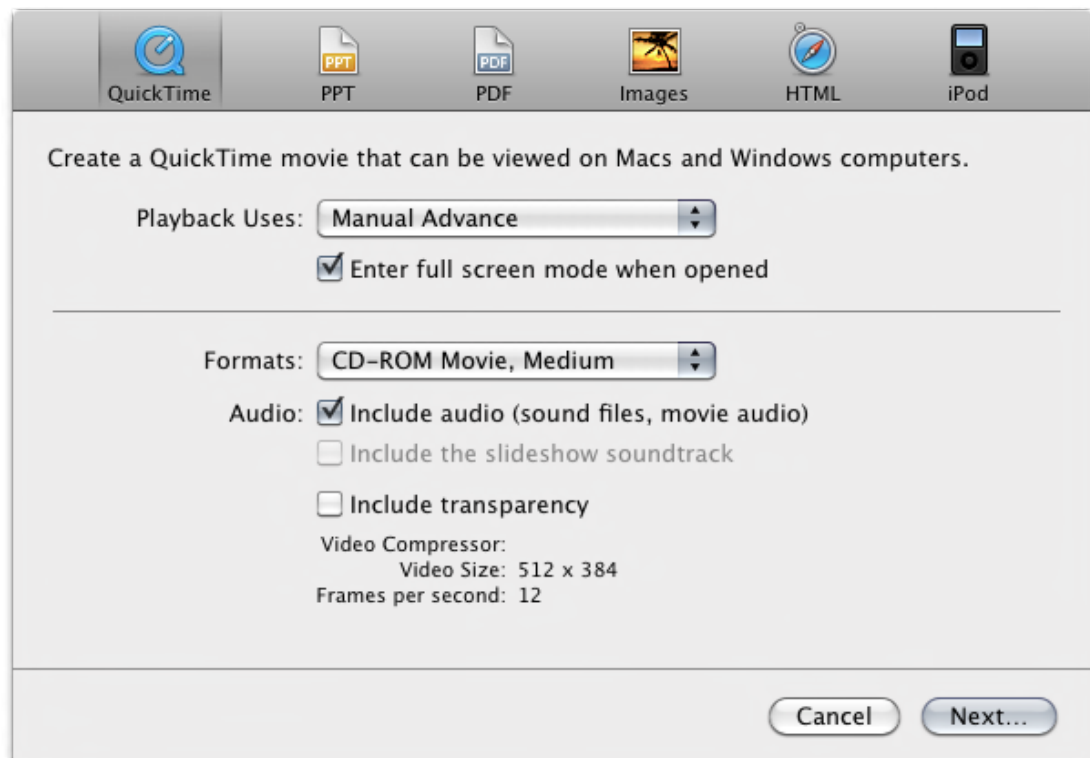 PPT PDF
QuickTime PPT PDF Images HTML iPod
Create a QuickTime movie that can be viewed on Macs and Windows computers.
Playback Uses: Manual Advance
Enter full screen mode when opened
Formats: CD-ROM Movie, Medium
Audio: Include audio (sound files, movie audio)
Include the slideshow soundtrack
Include transparency
Video Compressor:
Video Size: 512 x 384
Frames per second: 12
Cancel Next...